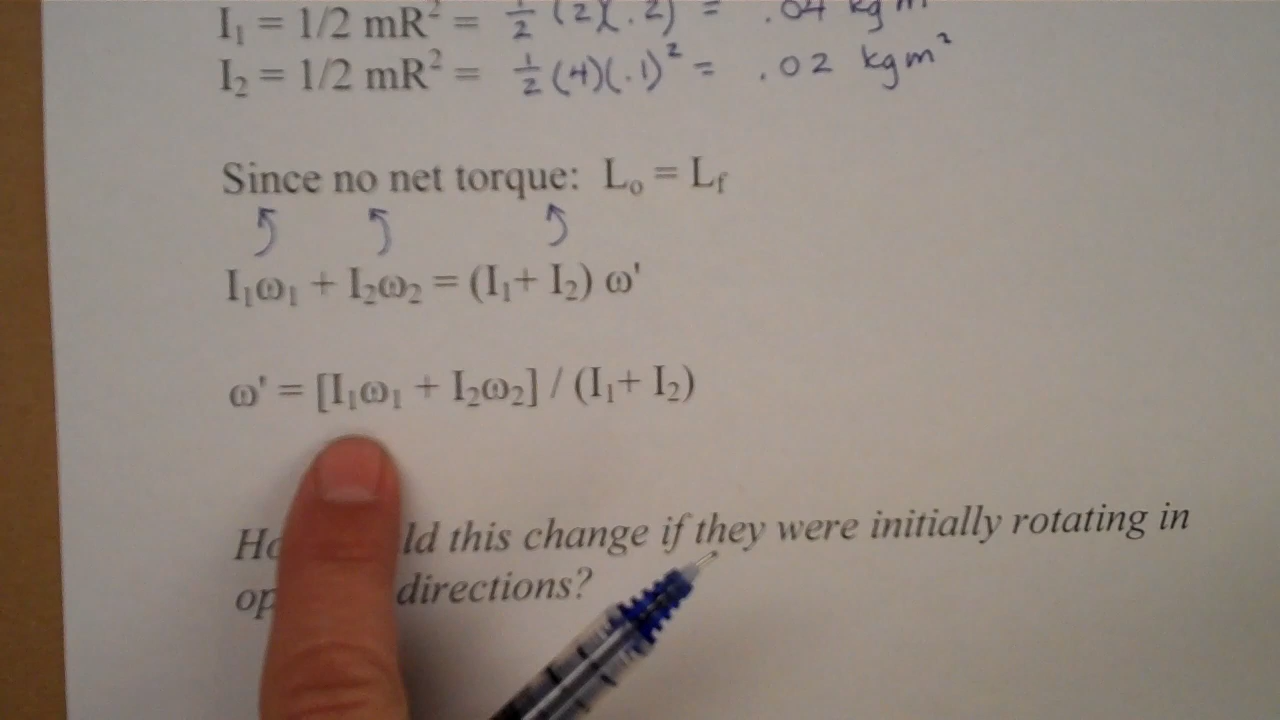 I₁ = 1/2 mR² = ½ (2)(.2) = .04 kg m
I₂ = 1/2 mR² = ½ (4)(.1)² = .02 kg m²
Since no net torque: Lₒ = L_f
I₁ω₁ + I₂ω₂ = (I₁+ I₂) ω'
ω' = [I₁ω₁ + I₂ω₂] / (I₁+ I₂)
this change if they were initially rotating in
directions?